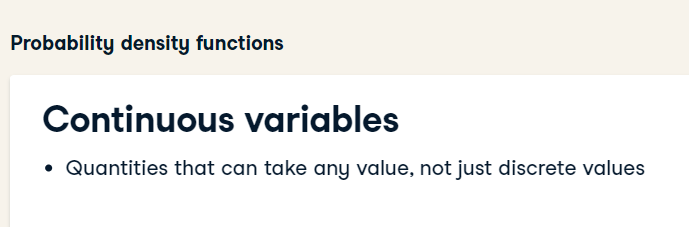 Probability density functions
Continuous variables
• Quantities that can take any value, not just discrete values